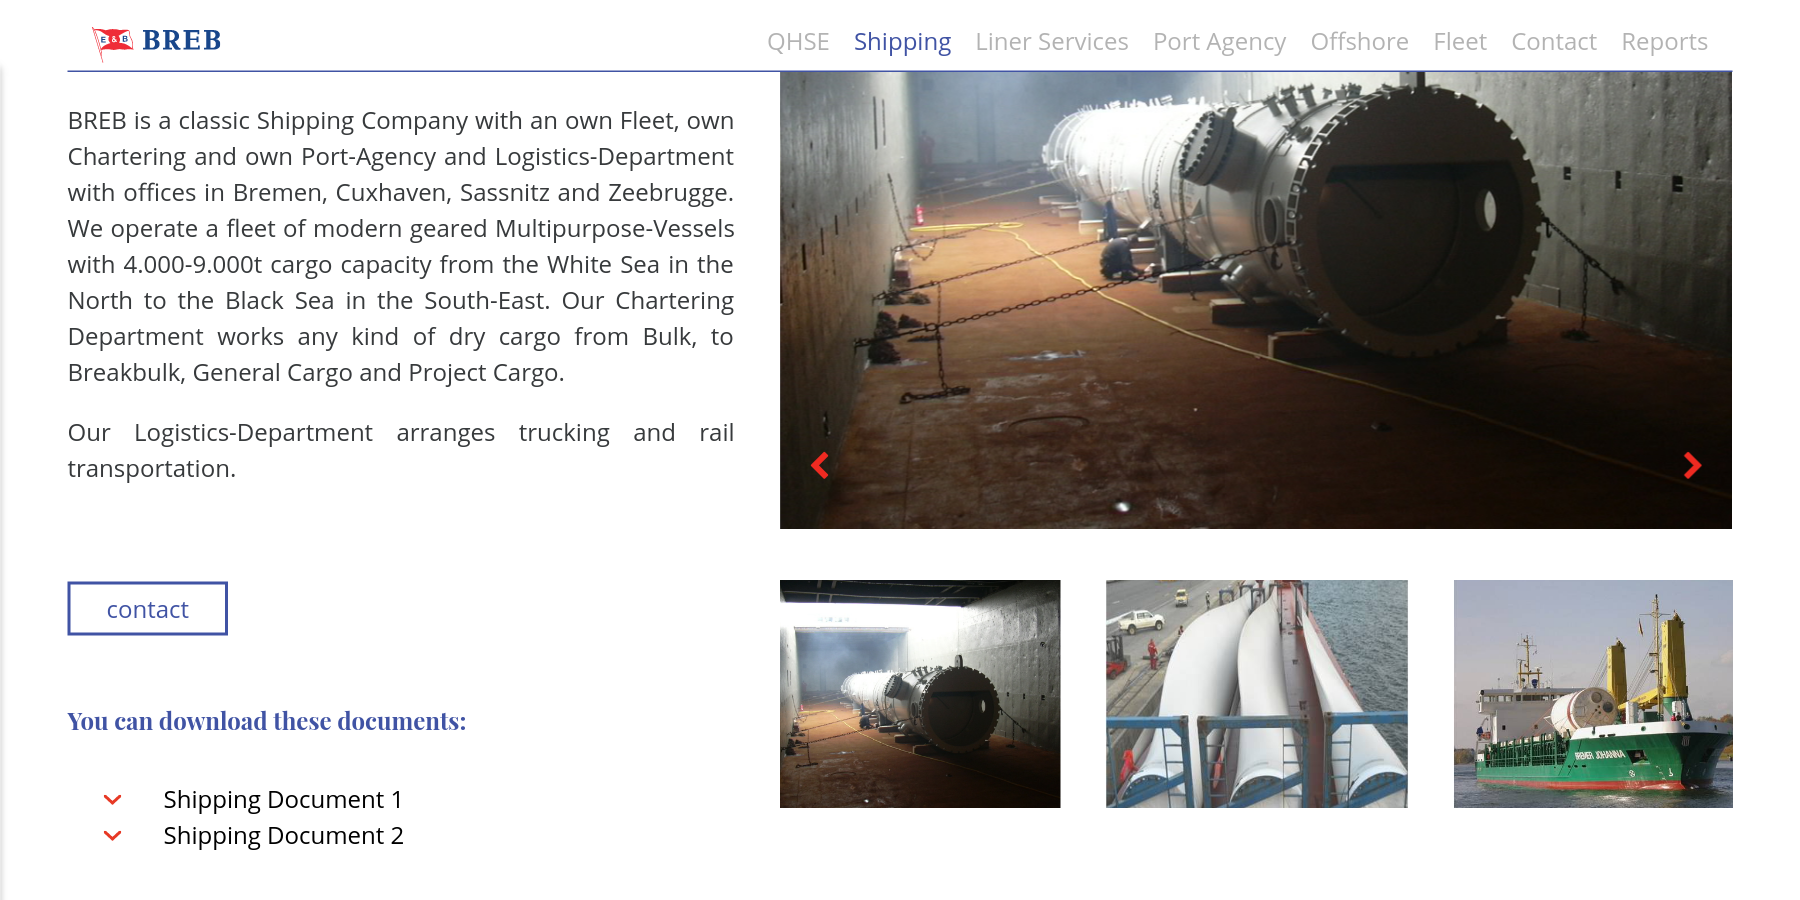 E & B BREB
QHSE Shipping Liner Services Port Agency Offshore Fleet Contact Reports
BREB is a classic Shipping Company with an own Fleet, own
Chartering and own Port-Agency and Logistics-Department
with offices in Bremen, Cuxhaven, Sassnitz and Zeebrugge.
We operate a fleet of modern geared Multipurpose-Vessels
with 4.000-9.000t cargo capacity from the White Sea in the
North to the Black Sea in the South-East. Our Chartering
Department works any kind of dry cargo from Bulk, to
Breakbulk, General Cargo and Project Cargo.
Our Logistics-Department arranges trucking and rail
transportation.
contact
You can download these documents:
Shipping Document 1
Shipping Document 2
BREMER JOHANNA